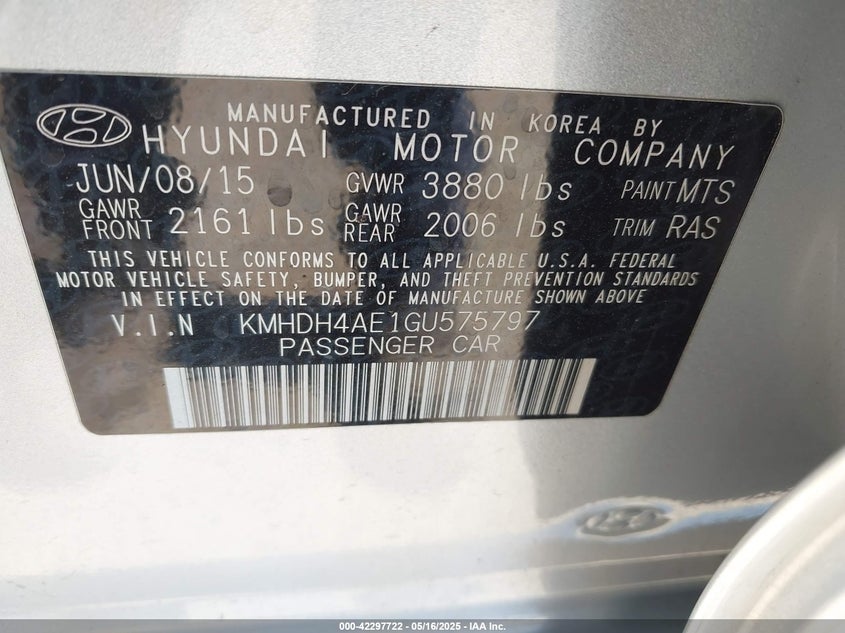 MANUFACTURED IN KOREA BY
HYUNDAI MOTOR COMPANY
JUN/08/15 GVWR 3880 lbs PAINT MTS
GAWR FRONT 2161 lbs GAWR REAR 2006 lbs TRIM RAS
THIS VEHICLE CONFORMS TO ALL APPLICABLE U.S.A. FEDERAL
MOTOR VEHICLE SAFETY, BUMPER, AND THEFT PREVENTION STANDARDS
IN EFFECT ON THE DATE OF MANUFACTURE SHOWN ABOVE
V.I.N KMHDH4AE1GU575797
PASSENGER CAR
000-42297722 - 05/16/2025 - IAA Inc.